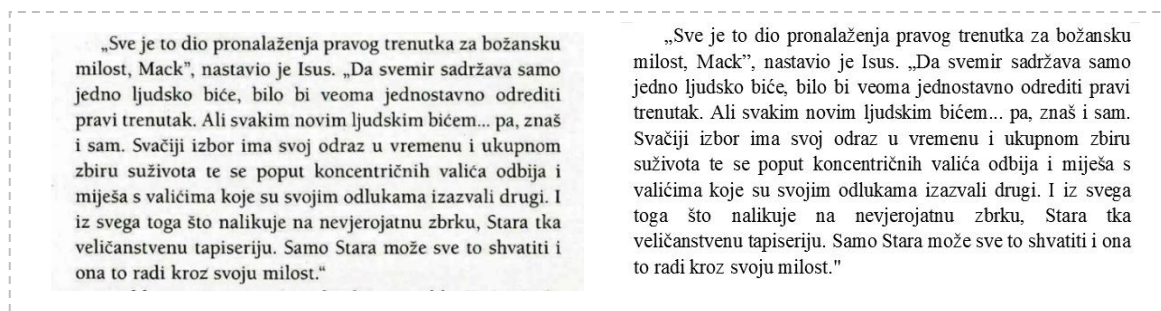 „Sve je to dio pronalaženja pravog trenutka za božansku
milost, Mack”, nastavio je Isus. „Da svemir sadržava samo
jedno ljudsko biće, bilo bi veoma jednostavno odrediti
pravi trenutak. Ali svakim novim ljudskim bićem... pa, znaš
i sam. Svačiji izbor ima svoj odraz u vremenu i ukupnom
zbiru suživota te se poput koncentričnih valića odbija i
miješa s valićima koje su svojim odlukama izazvali drugi. I
iz svega toga što nalikuje na nevjerojatnu zbrku, Stara tka
veličanstvenu tapiseriju. Samo Stara može sve to shvatiti i
ona to radi kroz svoju milost.“
„Sve je to dio pronalaženja pravog trenutka za božansku
milost, Mack”, nastavio je Isus. „Da svemir sadržava samo
jedno ljudsko biće, bilo bi veoma jednostavno odrediti pravi
trenutak. Ali svakim novim ljudskim bićem... pa, znaš i sam.
Svačiji izbor ima svoj odraz u vremenu i ukupnom zbiru
suživota te se poput koncentričnih valića odbija i miješa s
valićima koje su svojim odlukama izazvali drugi. I iz svega
toga što nalikuje na nevjerojatnu zbrku, Stara tka
veličanstvenu tapiseriju. Samo Stara može sve to shvatiti i ona
to radi kroz svoju milost."